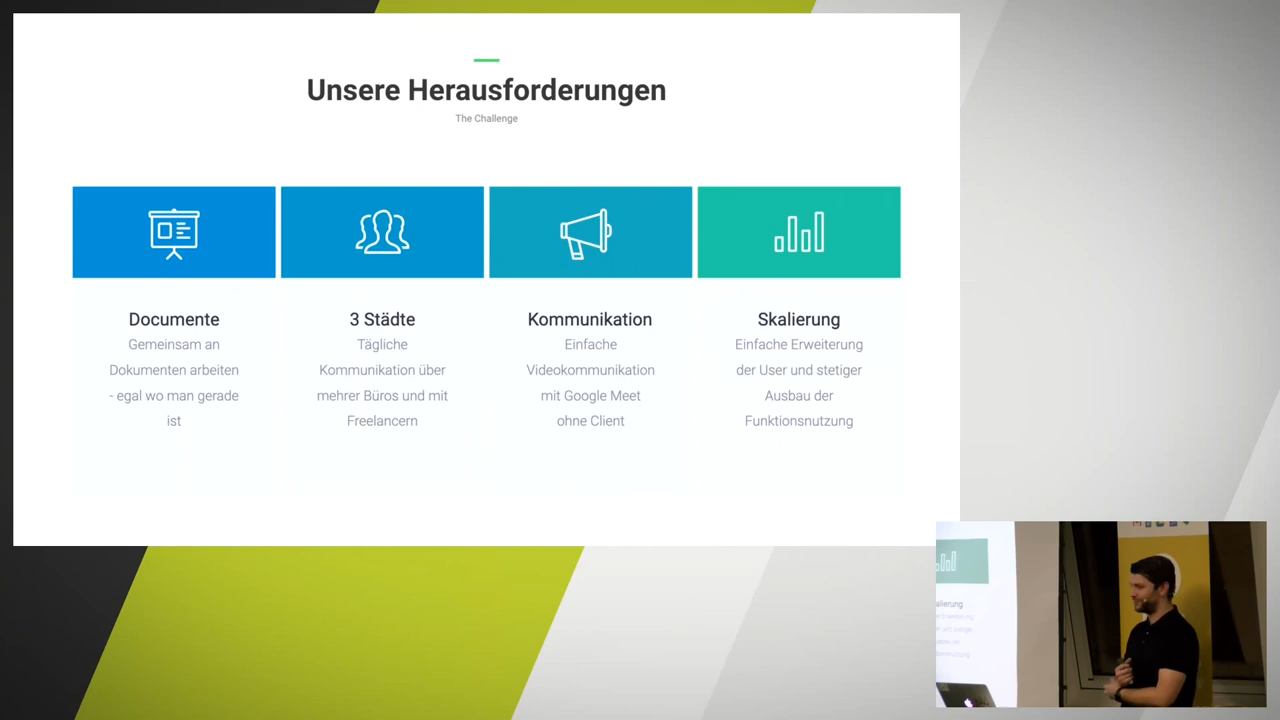 Unsere Herausforderungen
The Challenge
Documente
Gemeinsam an
Dokumenten arbeiten
- egal wo man gerade
ist
3 Städte
Tägliche
Kommunikation über
mehrer Büros und mit
Freelancern
Kommunikation
Einfache
Videokommunikation
mit Google Meet
ohne Client
Skalierung
Einfache Erweiterung
der User und stetiger
Ausbau der
Funktionsnutzung
alierung